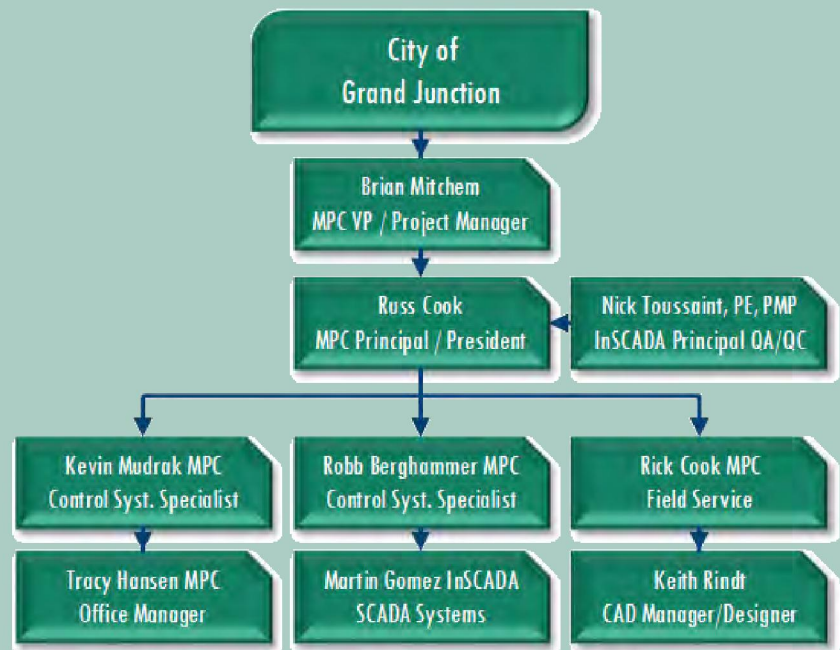 City of
Grand Junction
Brian Mitchem
MPC VP / Project Manager
Russ Cook
MPC Principal / President
Nick Toussaint, PE, PMP
InSCADA Principal QA/QC
Kevin Mudrak MPC
Control Syst. Specialist
Robb Berghammer MPC
Control Syst. Specialist
Rick Cook MPC
Field Service
Tracy Hansen MPC
Office Manager
Martin Gomez InSCADA
SCADA Systems
Keith Rindt
CAD Manager/Designer